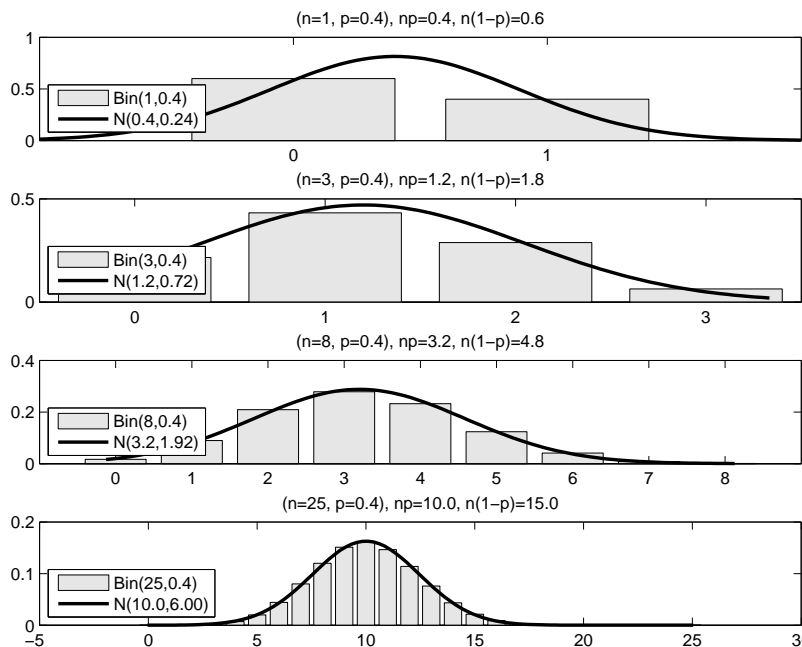 (n=1, p=0.4), np=0.4, n(1−p)=0.6
1
0.5
0
Bin(1,0.4)
N(0.4,0.24)
0 1
(n=3, p=0.4), np=1.2, n(1−p)=1.8
0.5
0
Bin(3,0.4)
N(1.2,0.72)
0 1 2 3
(n=8, p=0.4), np=3.2, n(1−p)=4.8
0.4
0.2
0
Bin(8,0.4)
N(3.2,1.92)
0 1 2 3 4 5 6 7 8
(n=25, p=0.4), np=10.0, n(1−p)=15.0
0.2
0.1
0
Bin(25,0.4)
N(10.0,6.00)
−5 0 5 10 15 20 25